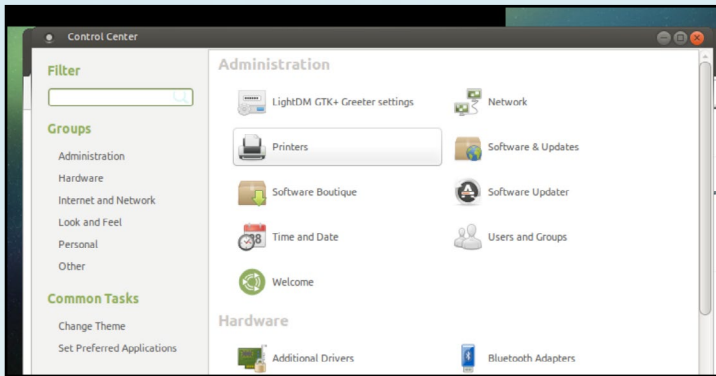 Control Center
Filter
Groups
Administration
Hardware
Internet and Network
Look and Feel
Personal
Other
Common Tasks
Change Theme
Set Preferred Applications
Administration
LightDM GTK+ Greeter settings
Network
Printers
Software & Updates
Software Boutique
Software Updater
Time and Date
Users and Groups
Welcome
Hardware
Additional Drivers
Bluetooth Adapters